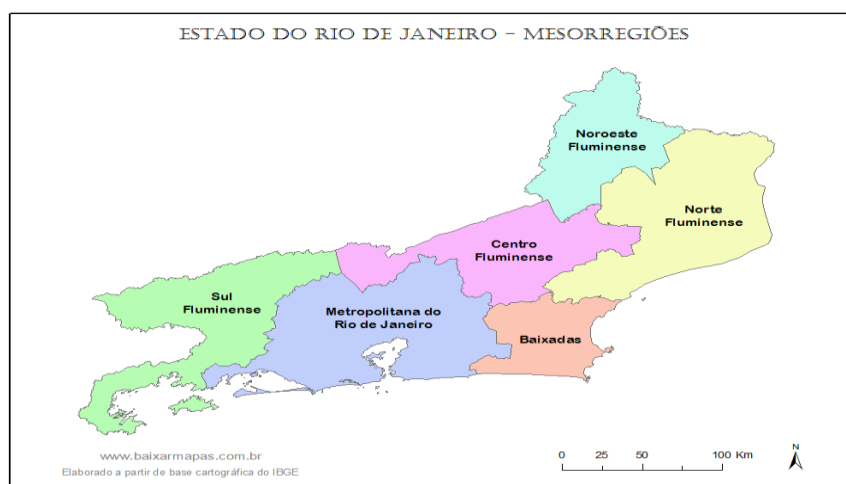 ESTADO DO RIO DE JANEIRO - MESORREGIÕES
Noroeste
Fluminense
Norte
Fluminense
Centro
Fluminense
Sul
Fluminense
Metropolitana do
Rio de Janeiro
Baixadas
www.baixarmapas.com.br
Elaborado a partir de base cartográfica do IBGE
0 25 50 100 Km
N